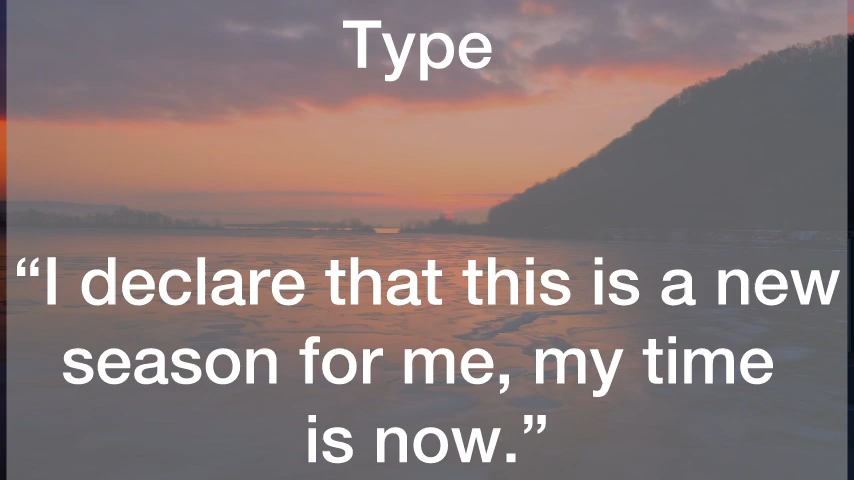 Type
“I declare that this is a new
season for me, my time
is now.”